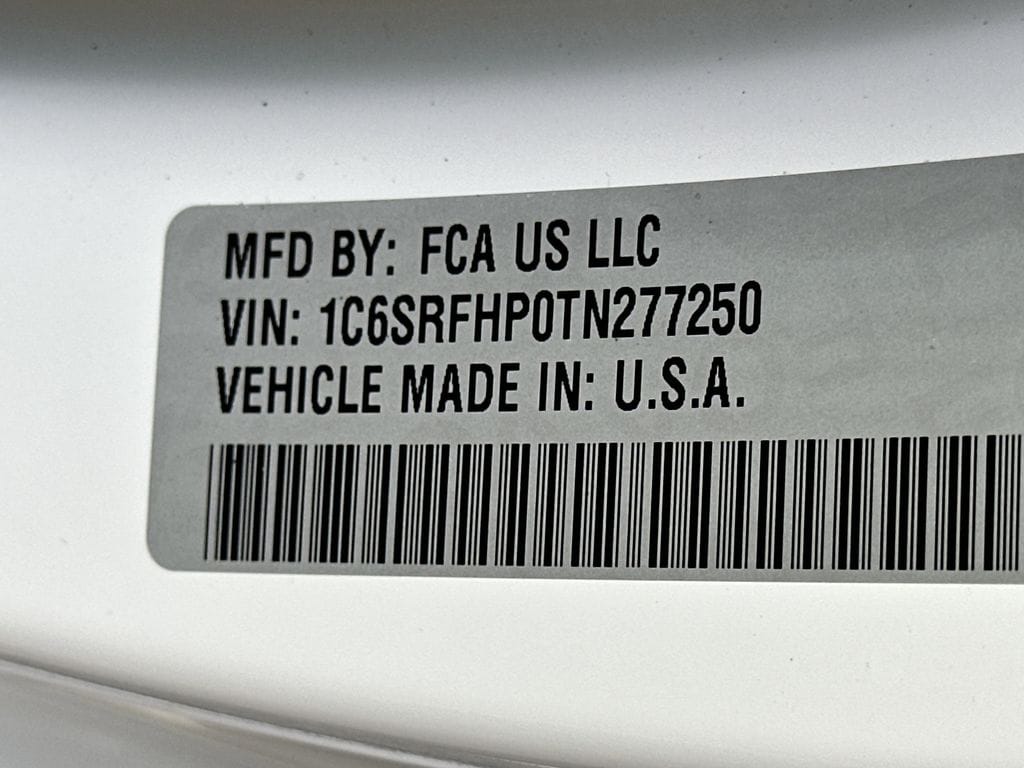 MFD BY: FCA US LLC
VIN: 1C6SRFHP0TN277250
VEHICLE MADE IN: U.S.A.